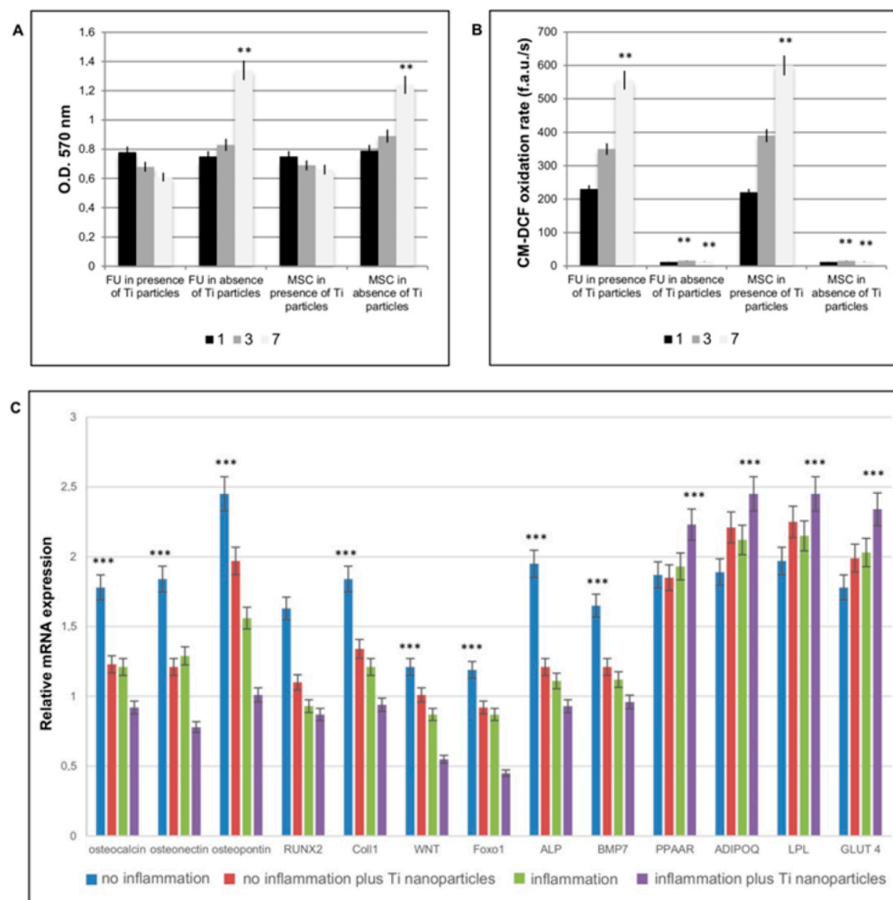 A
1.6
1.4
1.2
1
0.8
0.6
0.4
0.2
0
O.D. 570 nm
**
**
FU in presence of Ti particles
FU in absence of Ti particles
MSC in presence of Ti particles
MSC in absence of Ti particles
1 3 7
B
700
600
500
400
300
200
100
0
CM-DCF oxidation rate (f.a.u./s)
**
**
** **
** **
FU in presence of Ti particles
FU in absence of Ti particles
MSC in presence of Ti particles
MSC in absence of Ti particles
1 3 7
C
3
2,5
2
1,5
1
0,5
0
Relative mRNA expression
*** *** *** *** *** *** *** *** *** *** *** ***
osteocalcin osteonectin osteopontin RUNX2 Coll1 WNT Foxo1 ALP BMP7 PPAAR ADIPOQ LPL GLUT 4
no inflammation no inflammation plus Ti nanoparticles inflammation inflammation plus Ti nanoparticles